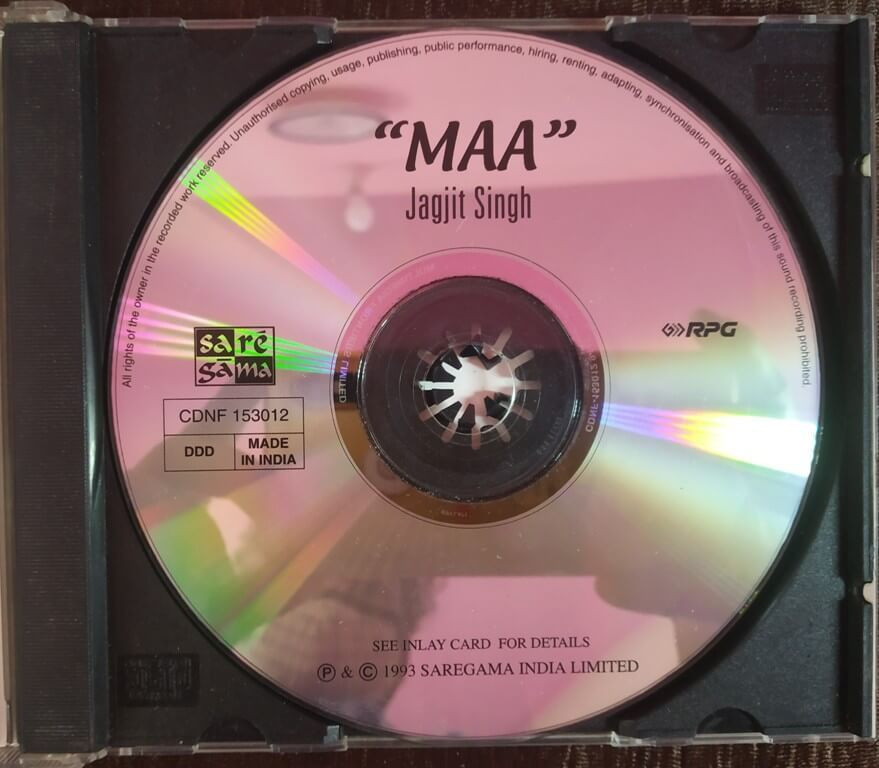 All rights of the owner in the recorded work reserved. Unauthorised copying, usage, publishing, public performance, hiring, renting, adapting, synchronisation and broadcasting of this sound recording prohibited.
“MAA”
Jagjit Singh
sa ré
gā ma
RPG
CDNF 153012
DDD
MADE
IN INDIA
SEE INLAY CARD FOR DETAILS
Ⓟ & © 1993 SAREGAMA INDIA LIMITED